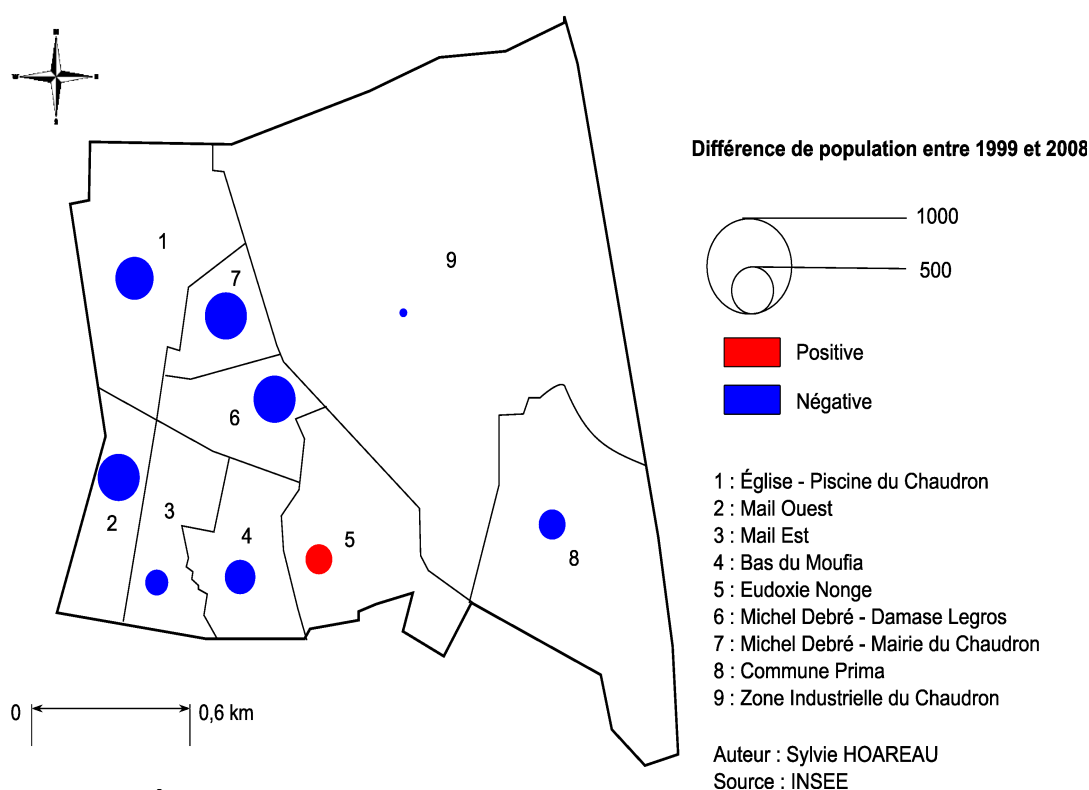 Différence de population entre 1999 et 2008
1000
500
Positive
Négative
1
7
9
6
2
3
4
5
8
1 : Église - Piscine du Chaudron
2 : Mail Ouest
3 : Mail Est
4 : Bas du Moufia
5 : Eudoxie Nonge
6 : Michel Debré - Damase Legros
7 : Michel Debré - Mairie du Chaudron
8 : Commune Prima
9 : Zone Industrielle du Chaudron
0 0,6 km
Auteur : Sylvie HOAREAU
Source : INSEE